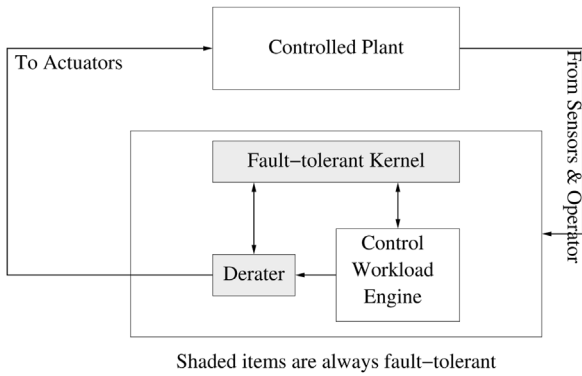 Controlled Plant
To Actuators
From Sensors & Operator
Fault−tolerant Kernel
Control
Workload
Engine
Derater
Shaded items are always fault−tolerant